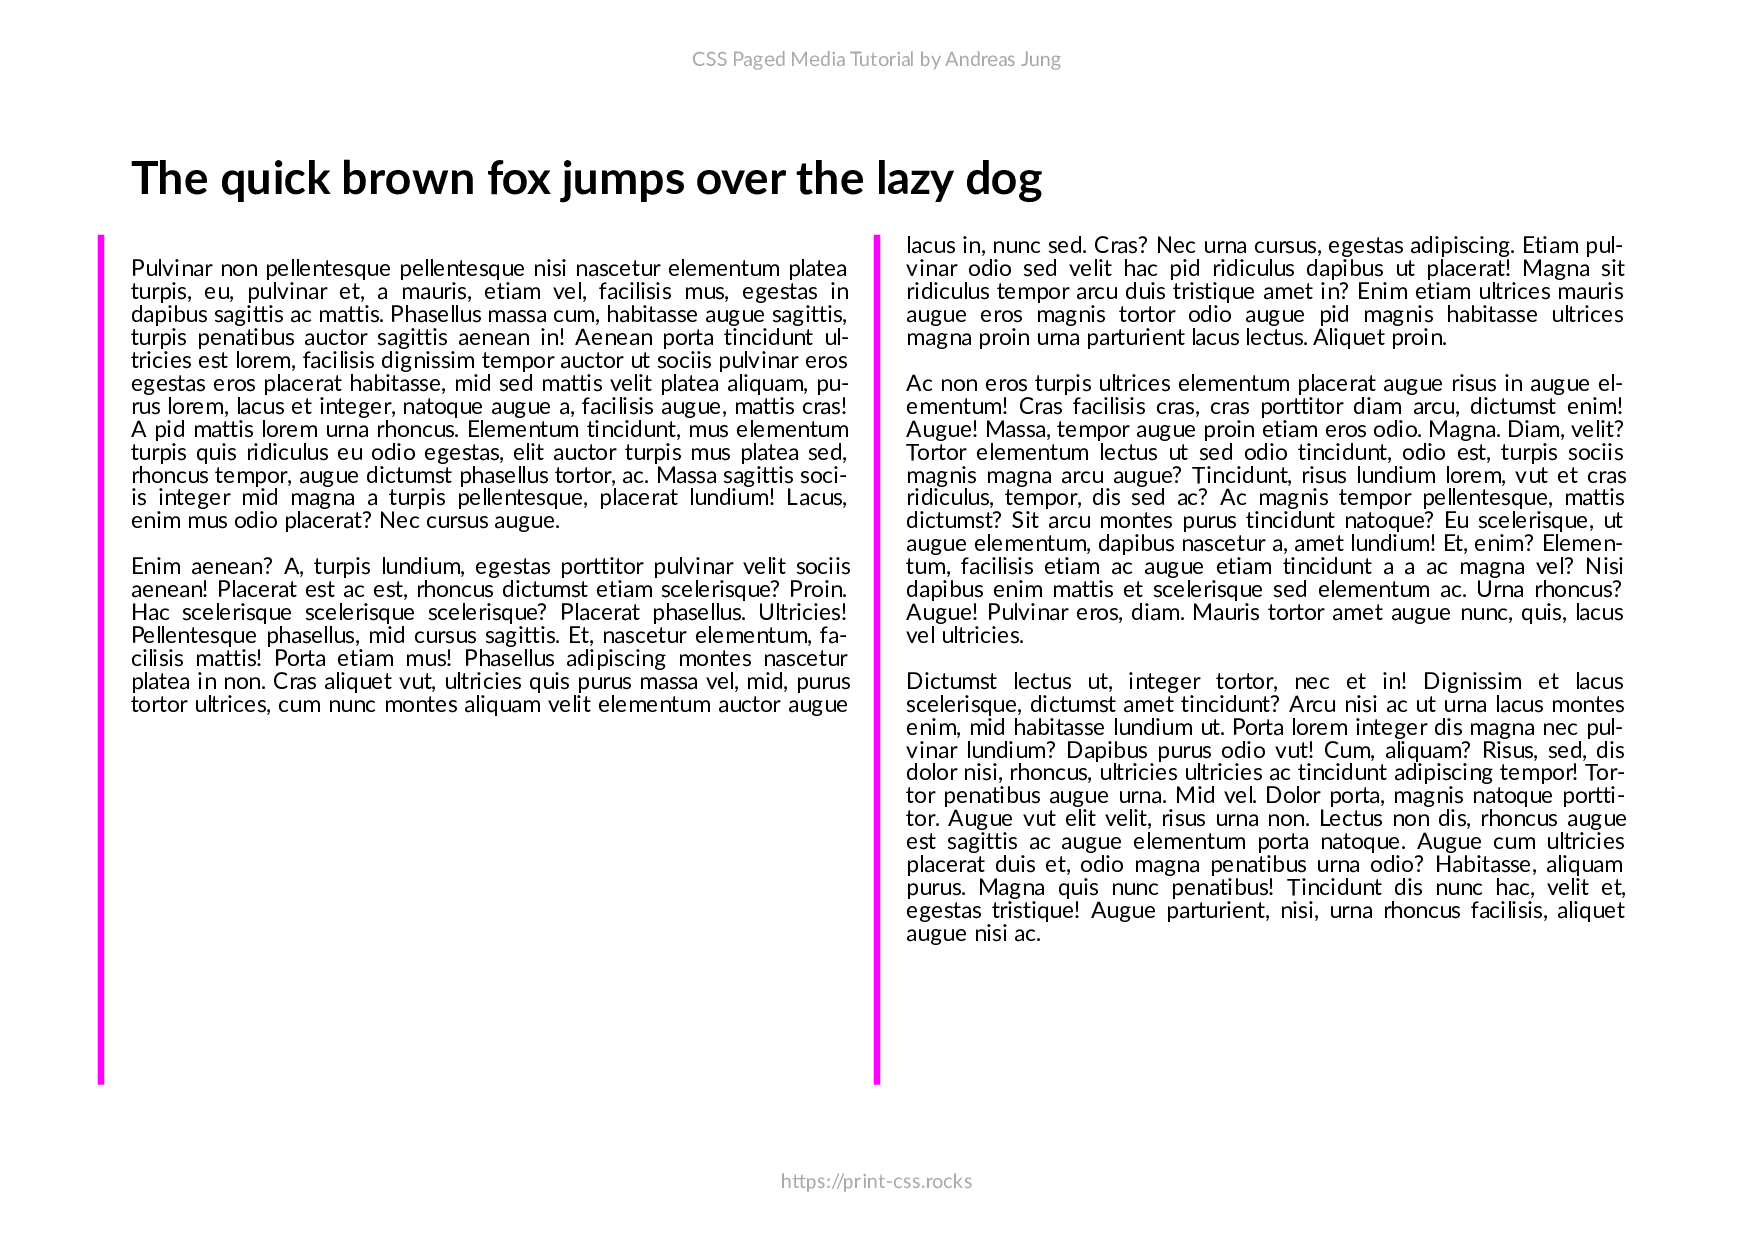 CSS Paged Media Tutorial by Andreas Jung
The quick brown fox jumps over the lazy dog
Pulvinar non pellentesque pellentesque nisi nascetur elementum platea
turpis, eu, pulvinar et, a mauris, etiam vel, facilisis mus, egestas in
dapibus sagittis ac mattis. Phasellus massa cum, habitasse augue sagittis,
turpis penatibus auctor sagittis aenean in! Aenean porta tincidunt ul-
tricies est lorem, facilisis dignissim tempor auctor ut sociis pulvinar eros
egestas eros placerat habitasse, mid sed mattis velit platea aliquam, pu-
rus lorem, lacus et integer, natoque augue a, facilisis augue, mattis cras!
A pid mattis lorem urna rhoncus. Elementum tincidunt, mus elementum
turpis quis ridiculus eu odio egestas, elit auctor turpis mus platea sed,
rhoncus tempor, augue dictumst phasellus tortor, ac. Massa sagittis soci-
is integer mid magna a turpis pellentesque, placerat lundium! Lacus,
enim mus odio placerat? Nec cursus augue.
Enim aenean? A, turpis lundium, egestas porttitor pulvinar velit sociis
aenean! Placerat est ac est, rhoncus dictumst etiam scelerisque? Proin.
Hac scelerisque scelerisque scelerisque? Placerat phasellus. Ultricies!
Pellentesque phasellus, mid cursus sagittis. Et, nascetur elementum, fa-
cilisis mattis! Porta etiam mus! Phasellus adipiscing montes nascetur
platea in non. Cras aliquet vut, ultricies quis purus massa vel, mid, purus
tortor ultrices, cum nunc montes aliquam velit elementum auctor augue
lacus in, nunc sed. Cras? Nec urna cursus, egestas adipiscing. Etiam pul-
vinar odio sed velit hac pid ridiculus dapibus ut placerat! Magna sit
ridiculus tempor arcu duis tristique amet in? Enim etiam ultrices mauris
augue eros magnis tortor odio augue pid magnis habitasse ultrices
magna proin urna parturient lacus lectus. Aliquet proin.
Ac non eros turpis ultrices elementum placerat augue risus in augue el-
ementum! Cras facilisis cras, cras porttitor diam arcu, dictumst enim!
Augue! Massa, tempor augue proin etiam eros odio. Magna. Diam, velit?
Tortor elementum lectus ut sed odio tincidunt, odio est, turpis sociis
magnis magna arcu augue? Tincidunt, risus lundium lorem, vut et cras
ridiculus, tempor, dis sed ac? Ac magnis tempor pellentesque, mattis
dictumst? Sit arcu montes purus tincidunt natoque? Eu scelerisque, ut
augue elementum, dapibus nascetur a, amet lundium! Et, enim? Elemen-
tum, facilisis etiam ac augue etiam tincidunt a a ac magna vel? Nisi
dapibus enim mattis et scelerisque sed elementum ac. Urna rhoncus?
Augue! Pulvinar eros, diam. Mauris tortor amet augue nunc, quis, lacus
vel ultricies.
Dictumst lectus ut, integer tortor, nec et in! Dignissim et lacus
scelerisque, dictumst amet tincidunt? Arcu nisi ac ut urna lacus montes
enim, mid habitasse lundium ut. Porta lorem integer dis magna nec pul-
vinar lundium? Dapibus purus odio vut! Cum, aliquam? Risus, sed, dis
dolor nisi, rhoncus, ultricies ultricies ac tincidunt adipiscing tempor! Tor-
tor penatibus augue urna. Mid vel. Dolor porta, magnis natoque portti-
tor. Augue vut elit velit, risus urna non. Lectus non dis, rhoncus augue
est sagittis ac augue elementum porta natoque. Augue cum ultricies
placerat duis et, odio magna penatibus urna odio? Habitasse, aliquam
purus. Magna quis nunc penatibus! Tincidunt dis nunc hac, velit et,
egestas tristique! Augue parturient, nisi, urna rhoncus facilisis, aliquet
augue nisi ac.
https://print-css.rocks